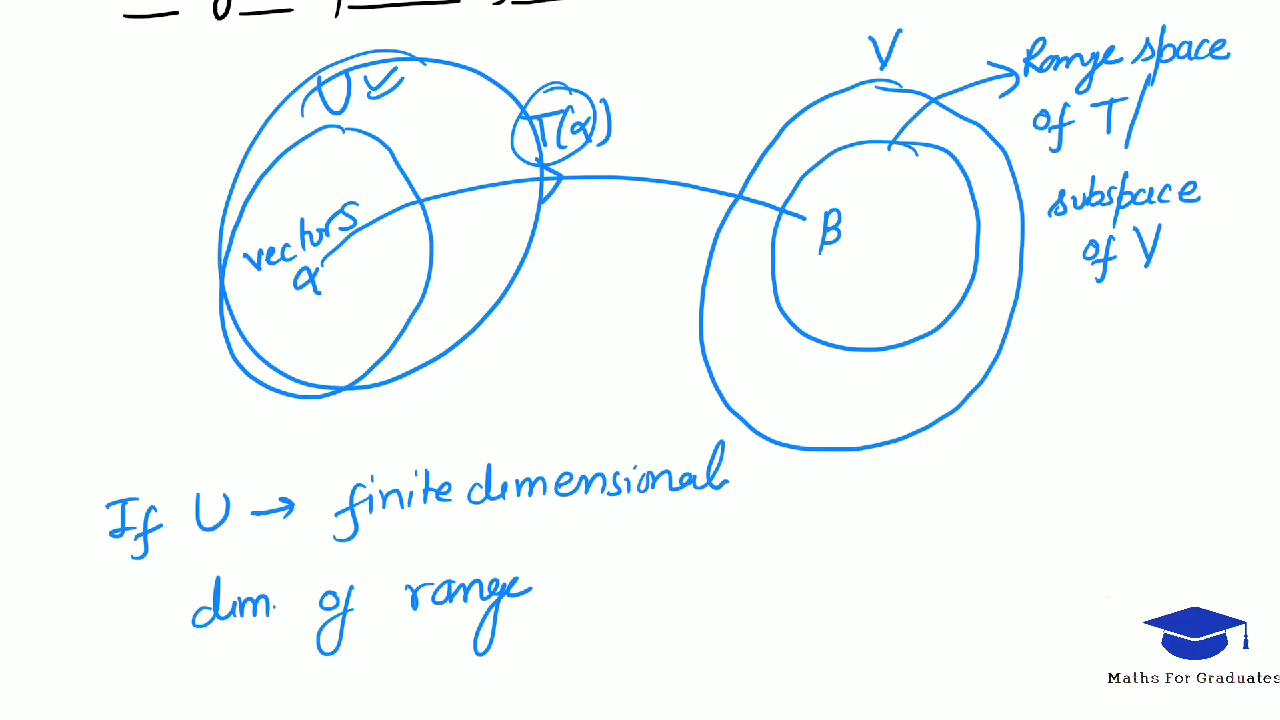 U
T(α)
V
Range space
of T/
subspace
of V
vectors
α
β
If U → finite dimensional
dim. of range
Maths For Graduates